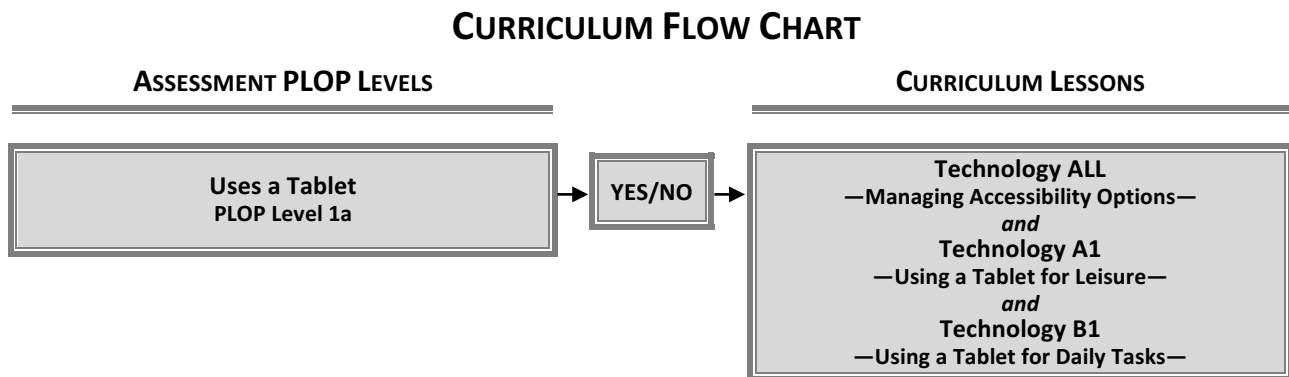 CURRICULUM FLOW CHART
ASSESSMENT PLOP LEVELS
CURRICULUM LESSONS
Uses a Tablet
PLOP Level 1a
YES/NO
Technology ALL
—Managing Accessibility Options—
and
Technology A1
—Using a Tablet for Leisure—
and
Technology B1
—Using a Tablet for Daily Tasks—